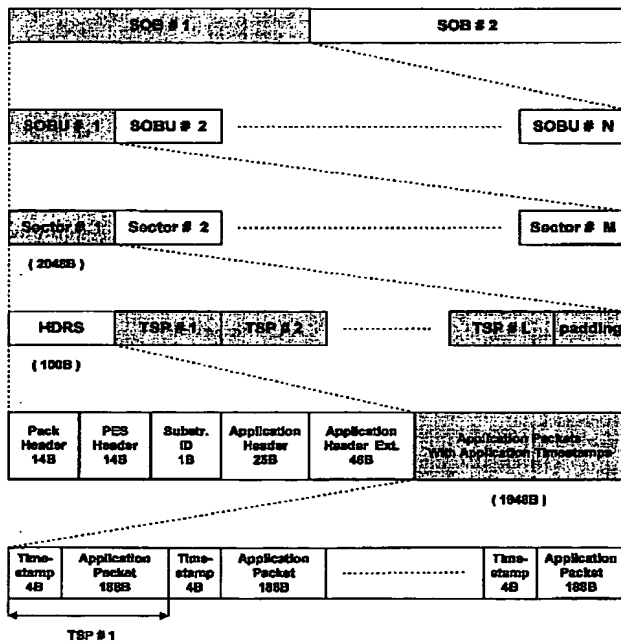 SOB # 1 SOB # 2
SOBU # 1 SOBU # 2 SOBU # N
Sector # 1 Sector # 2 Sector # M
( 2048B )
HDRS TSP # 1 TSP # 2 TSP # L padding
( 100B )
Pack Header 14B
PES Header 14B
Substr. ID 1B
Application Header 25B
Application Header Ext. 46B
Application Packets With Application Timestamps
( 1948B )
Time-stamp 4B
Application Packet 188B
Time-stamp 4B
Application Packet 188B
Time-stamp 4B
Application Packet 188B
TSP # 1